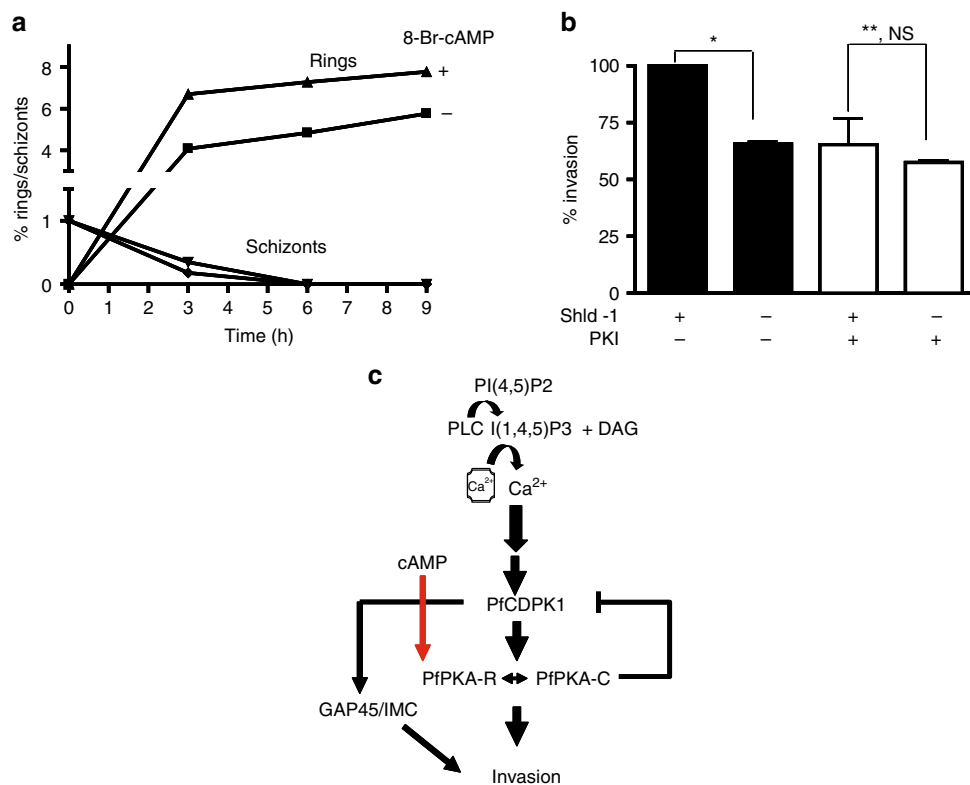 a
8-Br-cAMP
% rings/schizonts
8
6
4
1
0
Rings
+
–
Schizonts
0 1 2 3 4 5 6 7 8 9
Time (h)
b
*
**, NS
% invasion
100
75
50
25
0
Shld -1 + – + –
PKI – – + +
c
PI(4,5)P2
PLC I(1,4,5)P3 + DAG
Ca2+ Ca2+
cAMP
PfCDPK1
PfPKA-R PfPKA-C
GAP45/IMC
Invasion